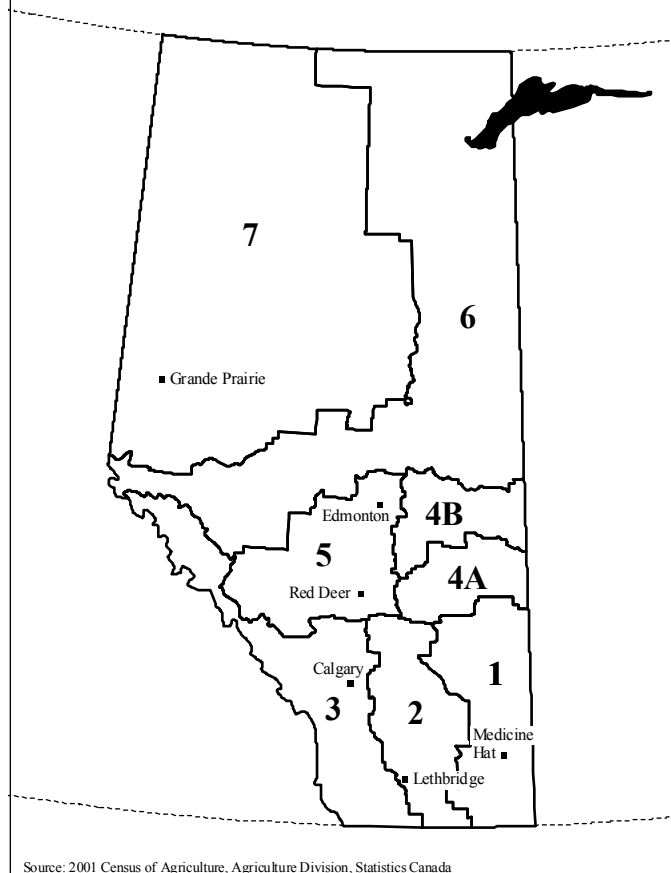 7
6
Grande Prairie
Edmonton
4B
5
4A
Red Deer
Calgary
1
3
2
Medicine
Hat
Lethbridge
Source: 2001 Census of Agriculture, Agriculture Division, Statistics Canada